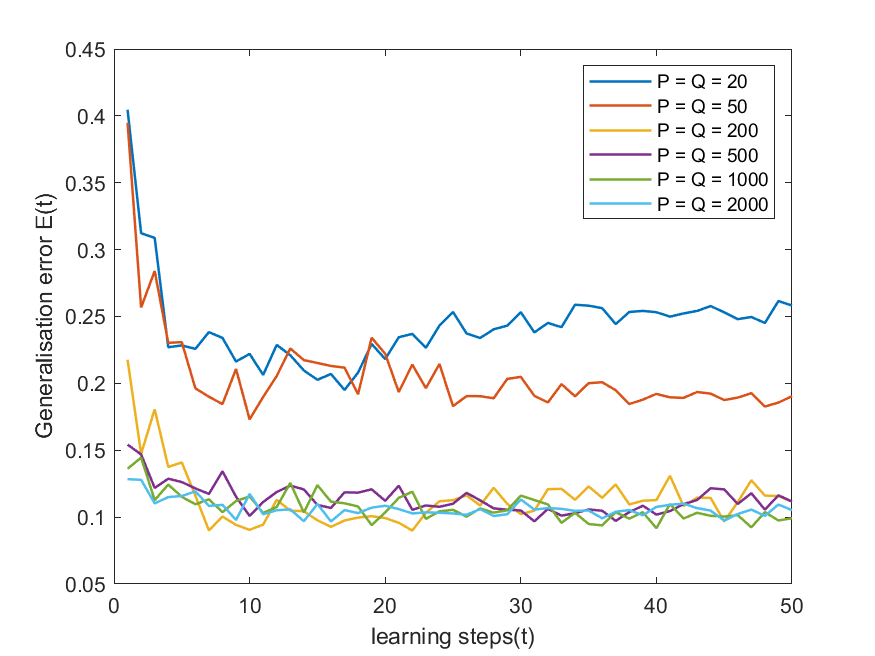 0.45
0.4
0.35
0.3
0.25
0.2
0.15
0.1
0.05
0
10
20
30
40
50
Generalisation error E(t)
learning steps(t)
P = Q = 20
P = Q = 50
P = Q = 200
P = Q = 500
P = Q = 1000
P = Q = 2000